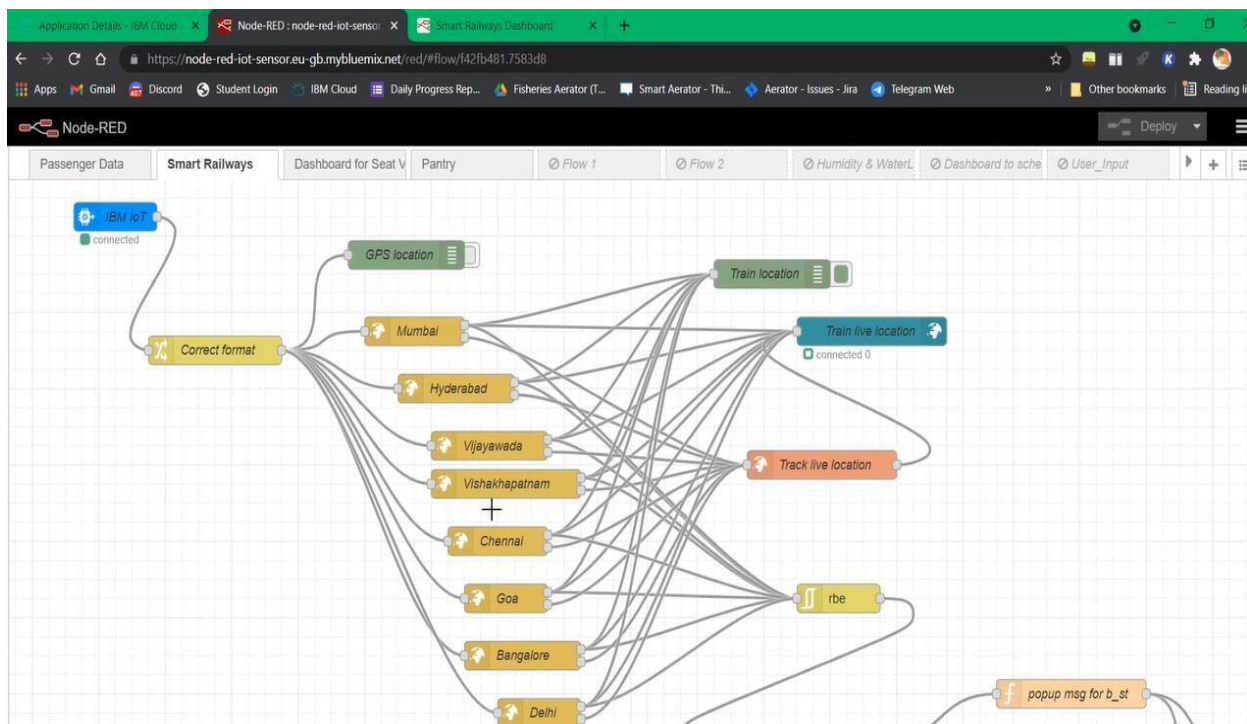 Application Details - IBM Cloud
Node-RED : node-red-iot-sensor
Smart Railways Dashboard
https://node-red-iot-sensor.eu-gb.mybluemix.net/red/#flow/f42fb481.7583d8
Apps Gmail Discord Student Login IBM Cloud Daily Progress Rep... Fisheries Aerator (T... Smart Aerator - Thi... Aerator - Issues - Jira Telegram Web » Other bookmarks Reading li
Node-RED
Deploy
Passenger Data Smart Railways Dashboard for Seat V Pantry Flow 1 Flow 2 Humidity & WaterL Dashboard to sche User_Input
IBM IoT
connected
GPS location
Train location
Mumbai
Train live location
Correct format
connected 0
Hyderabad
Vijayawada
Track live location
Vishakhapatnam
Chennai
Goa
rbe
Bangalore
popup msg for b_st
Delhi